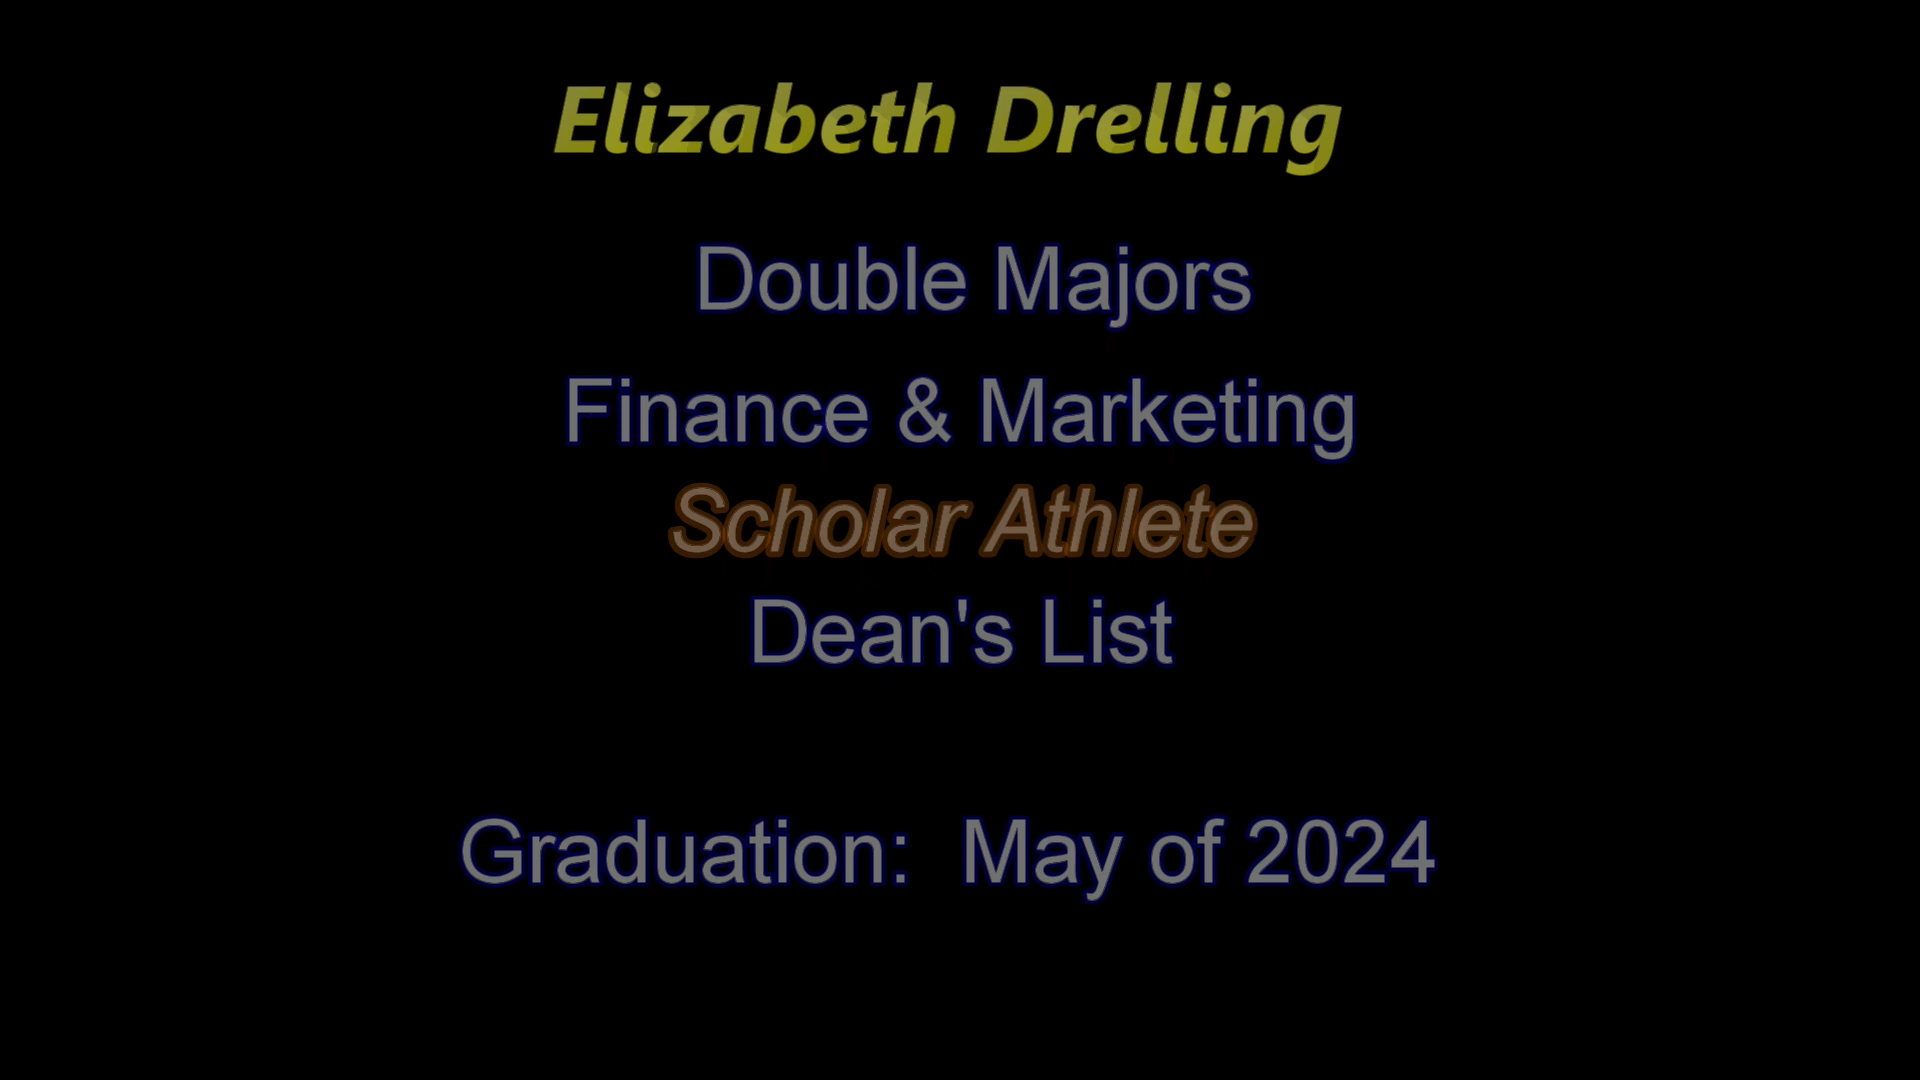 Elizabeth Drelling
Double Majors
Finance & Marketing
Scholar Athlete
Dean's List
Graduation:  May of 2024